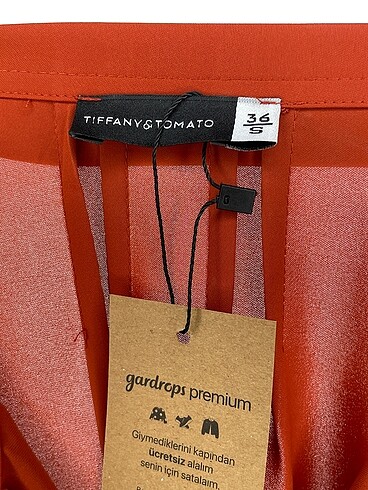 TIFFANY&TOMATO
36
S
gardrops premium
Giymediklerini kapından
ücretsiz alalım
senin için satalım.